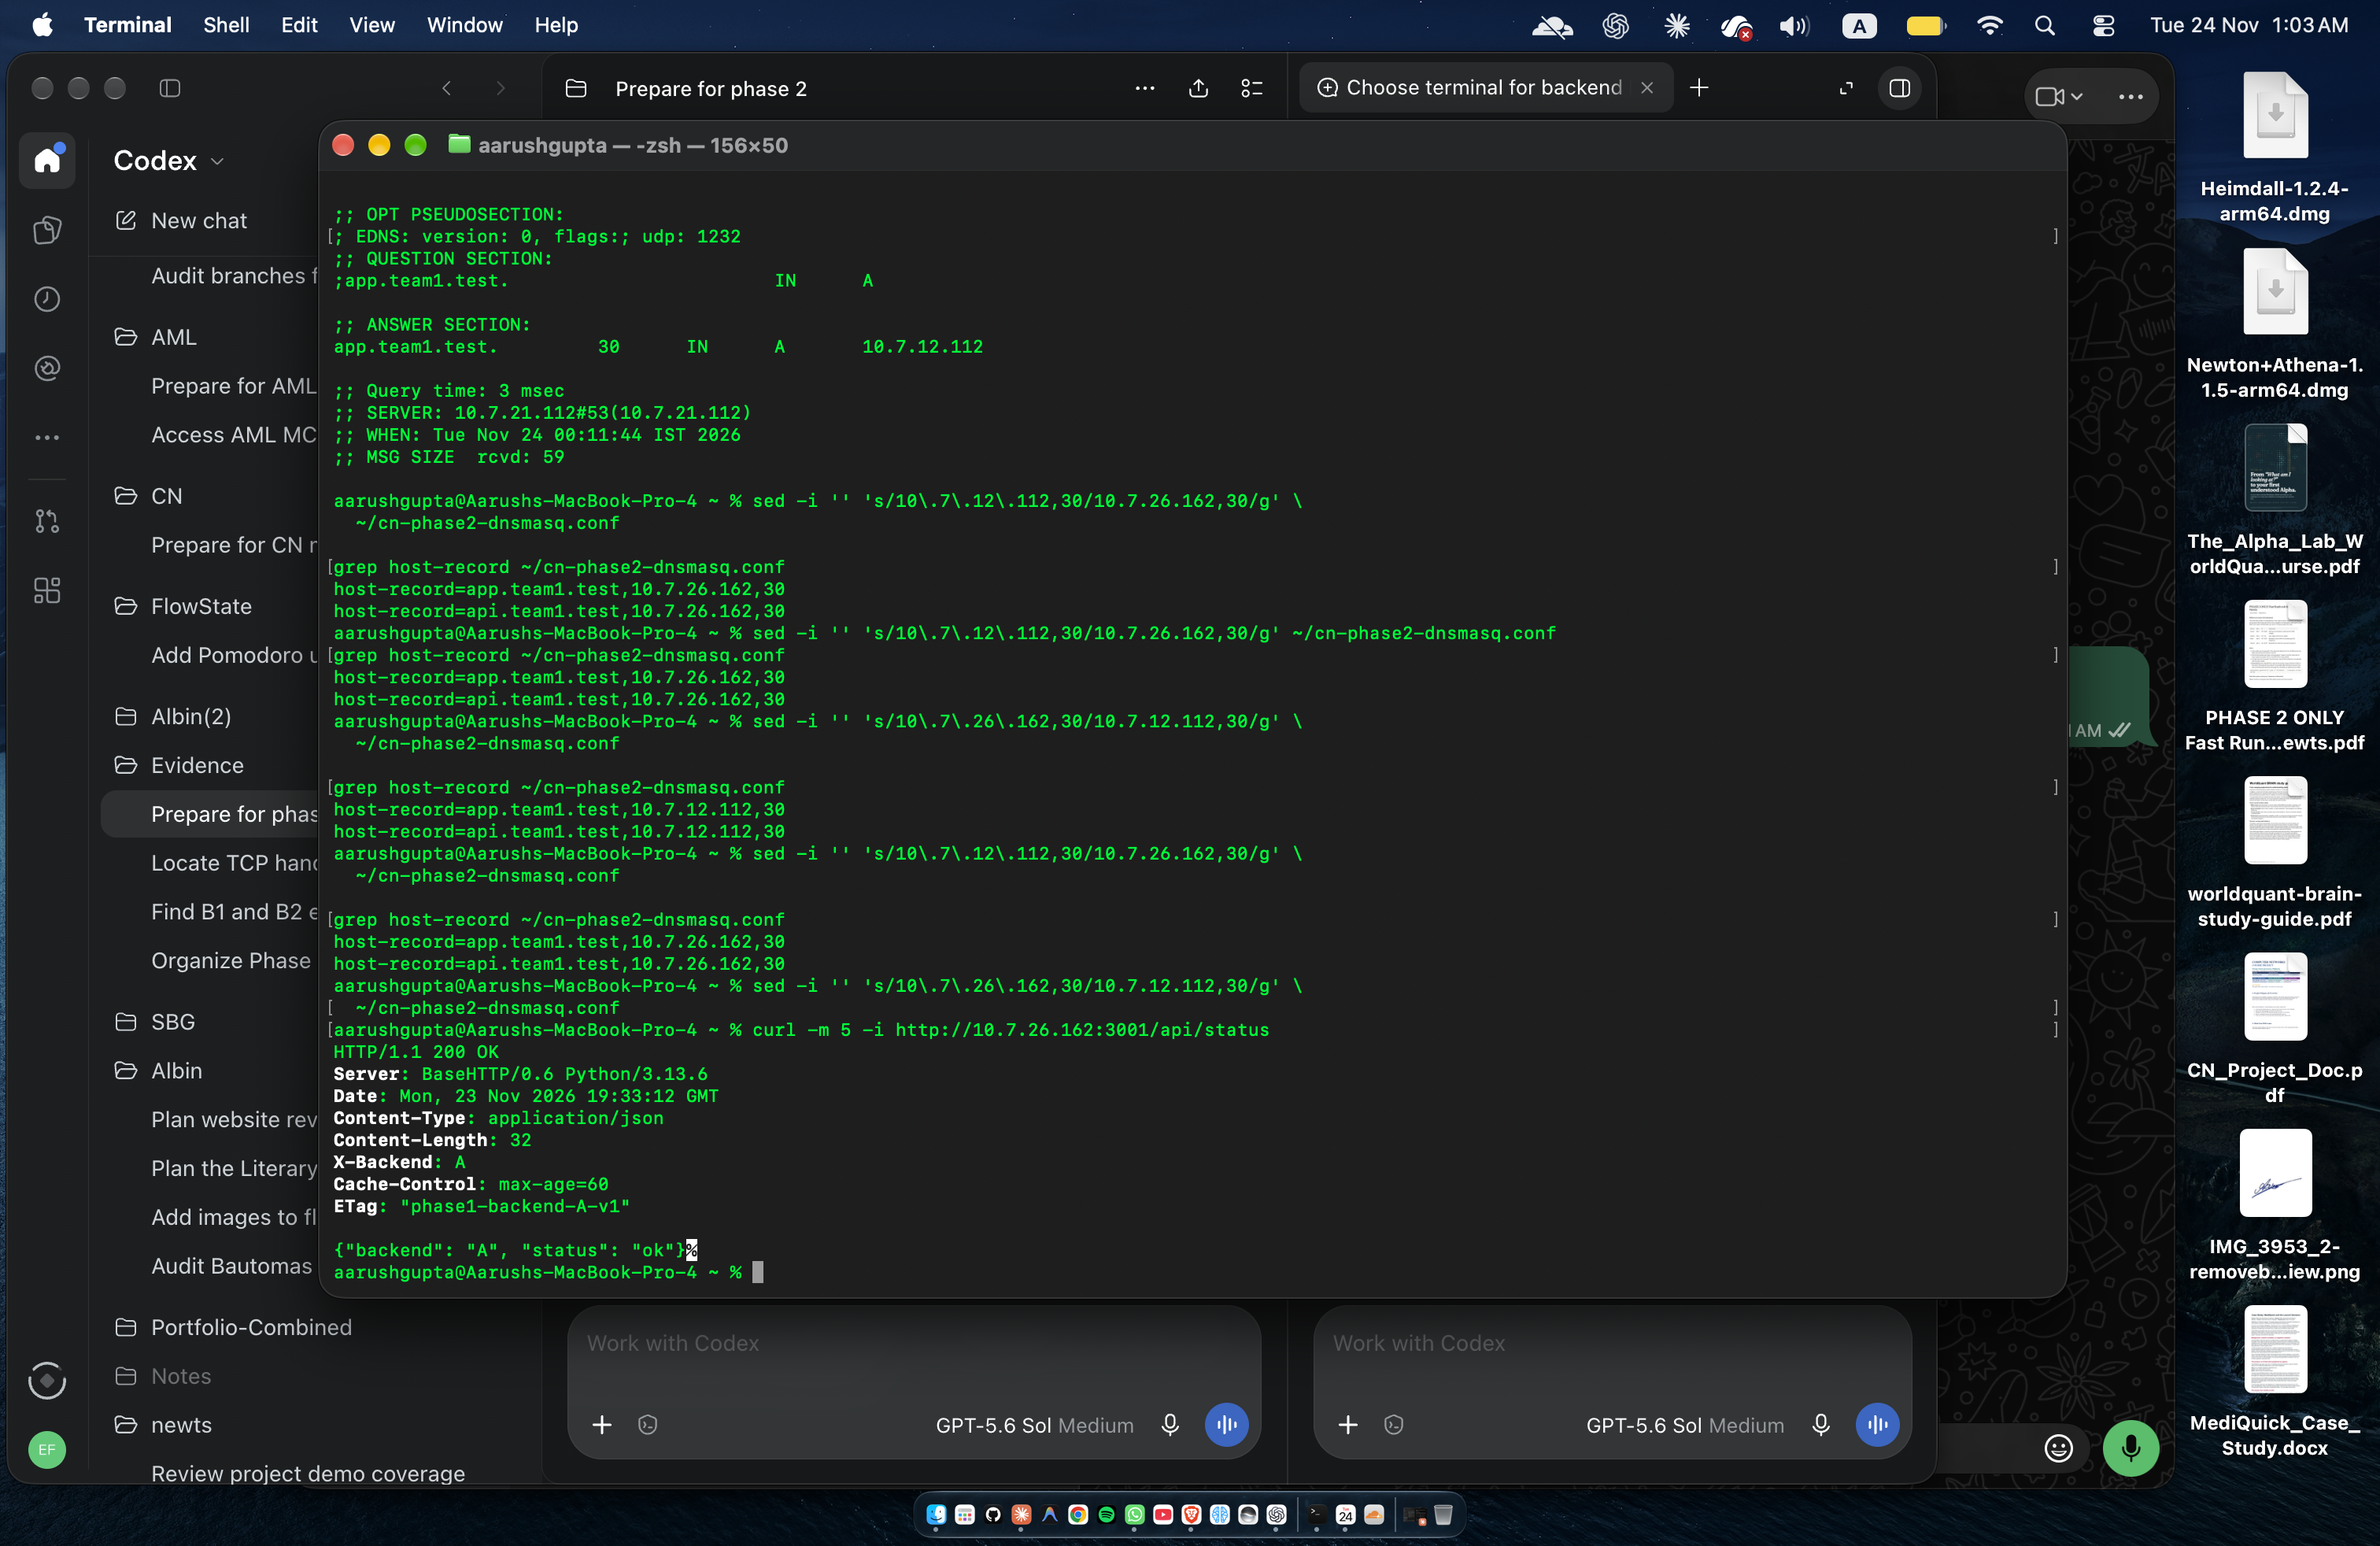 Terminal Shell Edit View Window Help
A
Tue 24 Nov 1:03 AM
Prepare for phase 2
Choose terminal for backend
Codex
New chat
Audit branches f
AML
Prepare for AML
Access AML MC
CN
Prepare for CN r
FlowState
Add Pomodoro u
Albin(2)
Evidence
Prepare for phas
Locate TCP hand
Find B1 and B2 e
Organize Phase
SBG
Albin
Plan website rev
Plan the Literary
Add images to fl
Audit Bautomas
Portfolio-Combined
Notes
newts
Review project demo coverage
EF
aarushgupta — -zsh — 156×50
;; OPT PSEUDOSECTION:
[; EDNS: version: 0, flags:; udp: 1232 ]
;; QUESTION SECTION:
;app.team1.test. IN A
;; ANSWER SECTION:
app.team1.test. 30 IN A 10.7.12.112
;; Query time: 3 msec
;; SERVER: 10.7.21.112#53(10.7.21.112)
;; WHEN: Tue Nov 24 00:11:44 IST 2026
;; MSG SIZE rcvd: 59
aarushgupta@Aarushs-MacBook-Pro-4 ~ % sed -i '' 's/10\.7\.12\.112,30/10.7.26.162,30/g' \
~/cn-phase2-dnsmasq.conf
[grep host-record ~/cn-phase2-dnsmasq.conf ]
host-record=app.team1.test,10.7.26.162,30
host-record=api.team1.test,10.7.26.162,30
aarushgupta@Aarushs-MacBook-Pro-4 ~ % sed -i '' 's/10\.7\.12\.112,30/10.7.26.162,30/g' ~/cn-phase2-dnsmasq.conf
[grep host-record ~/cn-phase2-dnsmasq.conf ]
host-record=app.team1.test,10.7.26.162,30
host-record=api.team1.test,10.7.26.162,30
aarushgupta@Aarushs-MacBook-Pro-4 ~ % sed -i '' 's/10\.7\.26\.162,30/10.7.12.112,30/g' \
~/cn-phase2-dnsmasq.conf
[grep host-record ~/cn-phase2-dnsmasq.conf ]
host-record=app.team1.test,10.7.12.112,30
host-record=api.team1.test,10.7.12.112,30
aarushgupta@Aarushs-MacBook-Pro-4 ~ % sed -i '' 's/10\.7\.12\.112,30/10.7.26.162,30/g' \
~/cn-phase2-dnsmasq.conf
[grep host-record ~/cn-phase2-dnsmasq.conf ]
host-record=app.team1.test,10.7.26.162,30
host-record=api.team1.test,10.7.26.162,30
aarushgupta@Aarushs-MacBook-Pro-4 ~ % sed -i '' 's/10\.7\.26\.162,30/10.7.12.112,30/g' \
[ ~/cn-phase2-dnsmasq.conf ]
[aarushgupta@Aarushs-MacBook-Pro-4 ~ % curl -m 5 -i http://10.7.26.162:3001/api/status ]
HTTP/1.1 200 OK
Server: BaseHTTP/0.6 Python/3.13.6
Date: Mon, 23 Nov 2026 19:33:12 GMT
Content-Type: application/json
Content-Length: 32
X-Backend: A
Cache-Control: max-age=60
ETag: "phase1-backend-A-v1"
{"backend": "A", "status": "ok"}%
aarushgupta@Aarushs-MacBook-Pro-4 ~ %
AM
Work with Codex
GPT-5.6 Sol Medium
Work with Codex
GPT-5.6 Sol Medium
Heimdall-1.2.4-
arm64.dmg
Newton+Athena-1.
1.5-arm64.dmg
The_Alpha_Lab_W
orldQua...urse.pdf
PHASE 2 ONLY
Fast Run...ewts.pdf
worldquant-brain-
study-guide.pdf
CN_Project_Doc.p
df
IMG_3953_2-
removeb...iew.png
MediQuick_Case_
Study.docx
24